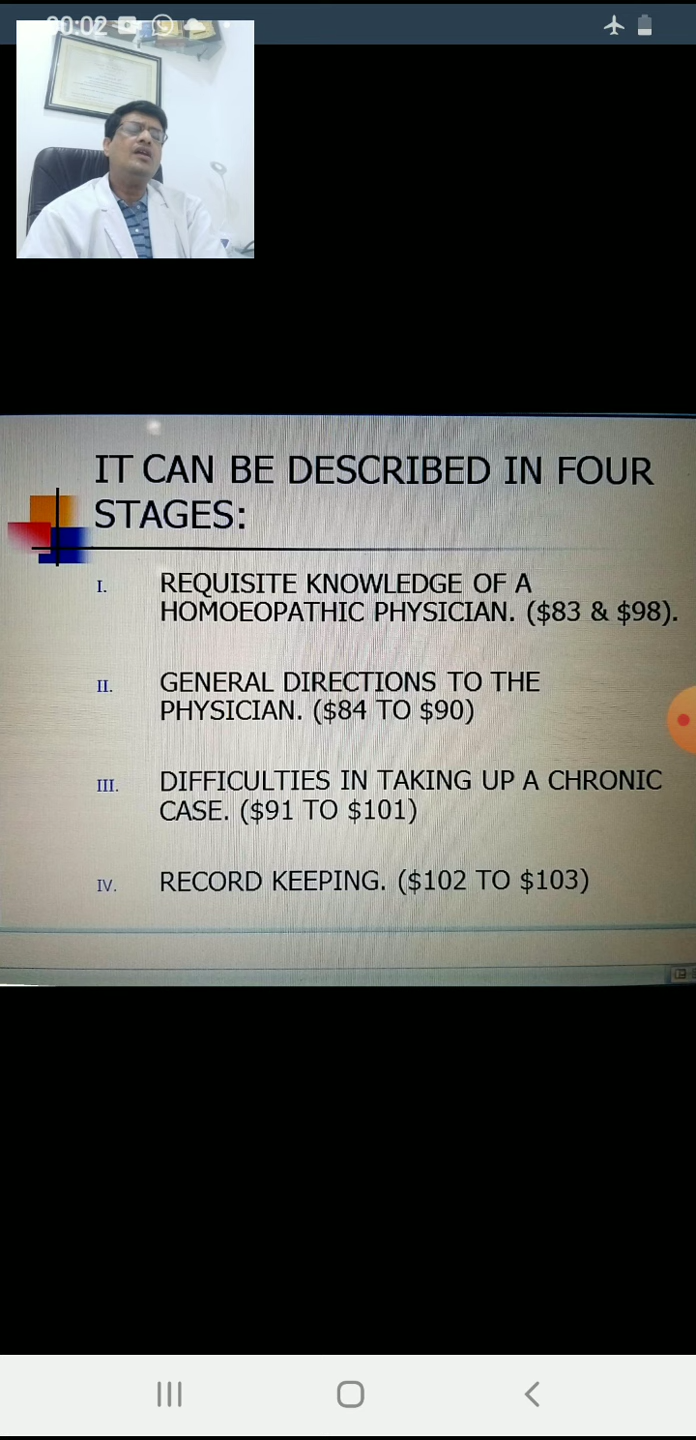 IT CAN BE DESCRIBED IN FOUR
STAGES:
I. REQUISITE KNOWLEDGE OF A
HOMOEOPATHIC PHYSICIAN. ($83 & $98).
II. GENERAL DIRECTIONS TO THE
PHYSICIAN. ($84 TO $90)
III. DIFFICULTIES IN TAKING UP A CHRONIC
CASE. ($91 TO $101)
IV. RECORD KEEPING. ($102 TO $103)